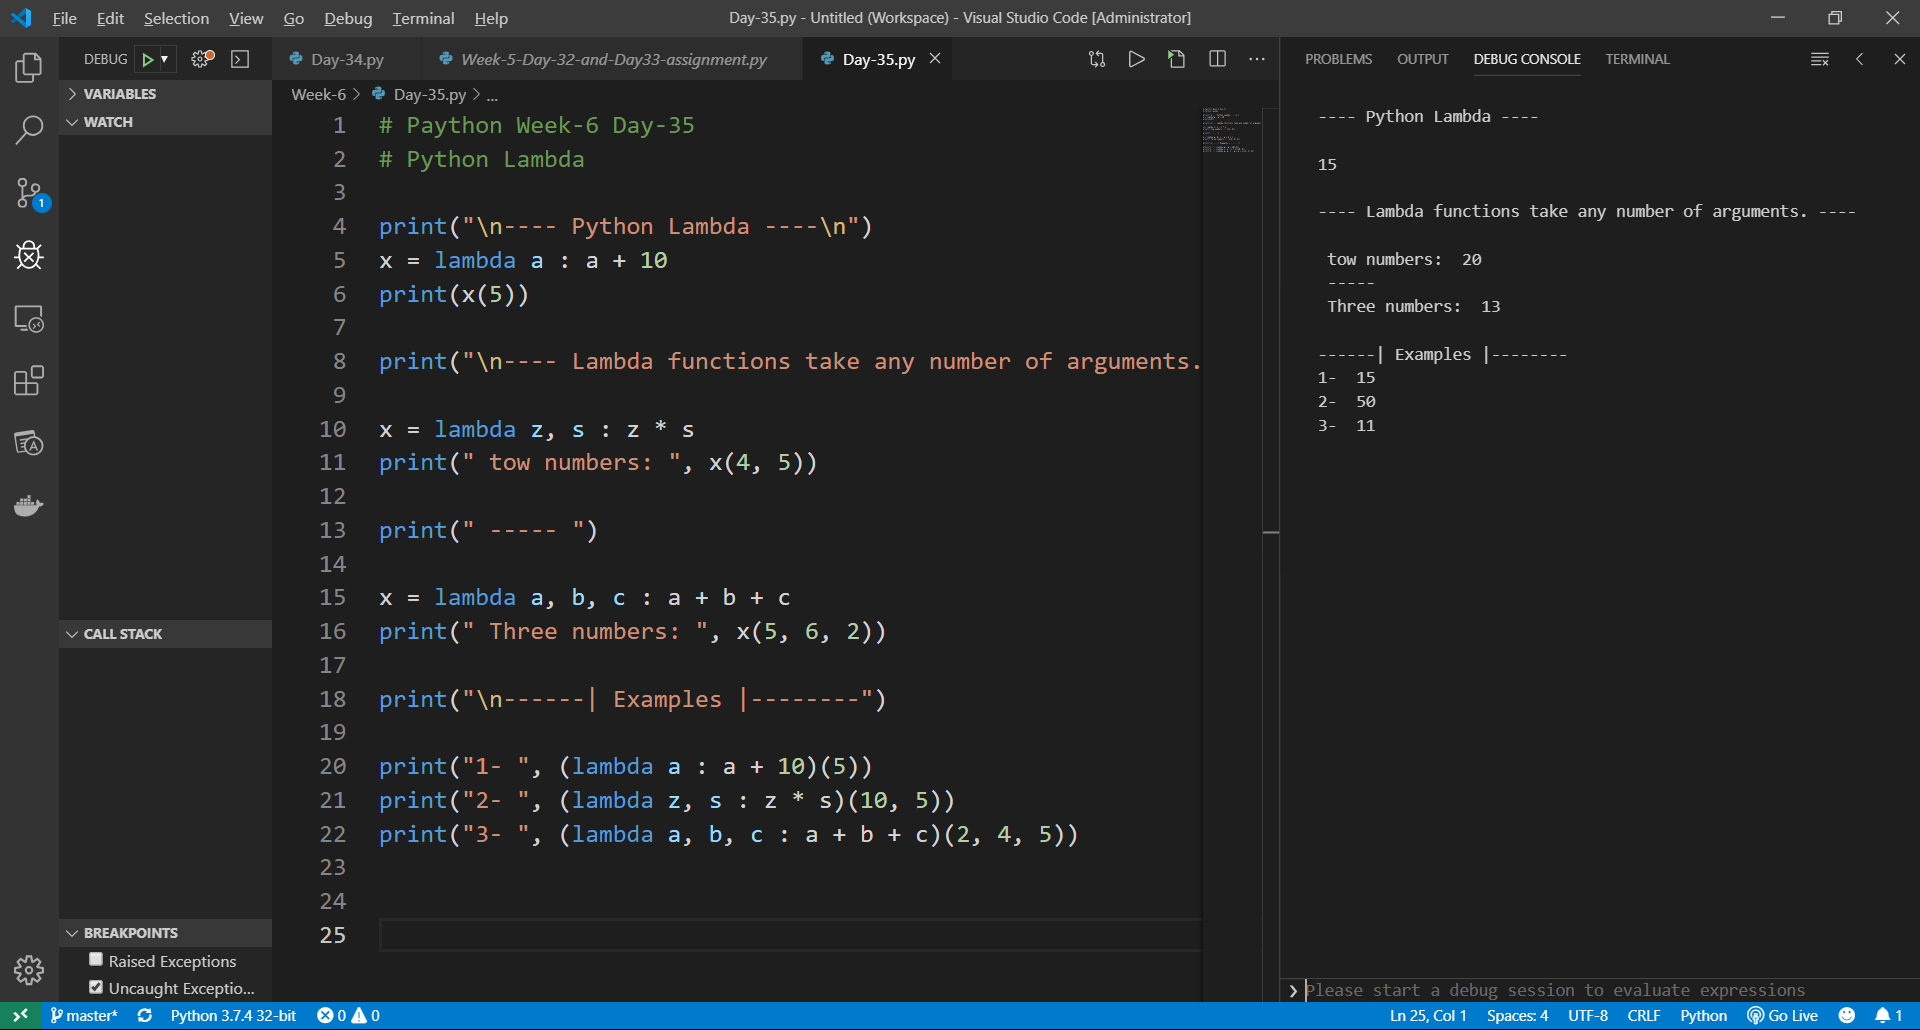 File Edit Selection View Go Debug Terminal Help
Day-35.py - Untitled (Workspace) - Visual Studio Code [Administrator]
DEBUG
VARIABLES
WATCH
CALL STACK
BREAKPOINTS
Raised Exceptions
Uncaught Exceptio...
1
Day-34.py
Week-5-Day-32-and-Day33-assignment.py
Day-35.py
Week-6 > Day-35.py > ...
1 # Paython Week-6 Day-35
2 # Python Lambda
3
4 print("\n---- Python Lambda ----\n")
5 x = lambda a : a + 10
6 print(x(5))
7
8 print("\n---- Lambda functions take any number of arguments.
9
10 x = lambda z, s : z * s
11 print(" tow numbers: ", x(4, 5))
12
13 print(" ----- ")
14
15 x = lambda a, b, c : a + b + c
16 print(" Three numbers: ", x(5, 6, 2))
17
18 print("\n------| Examples |--------")
19
20 print("1- ", (lambda a : a + 10)(5))
21 print("2- ", (lambda z, s : z * s)(10, 5))
22 print("3- ", (lambda a, b, c : a + b + c)(2, 4, 5))
23
24
25
PROBLEMS OUTPUT DEBUG CONSOLE TERMINAL
---- Python Lambda ----
15
---- Lambda functions take any number of arguments. ----
tow numbers:  20
-----
Three numbers:  13
------| Examples |--------
1-  15
2-  50
3-  11
Please start a debug session to evaluate expressions
master* Python 3.7.4 32-bit 0 0 Ln 25, Col 1 Spaces: 4 UTF-8 CRLF Python Go Live 1